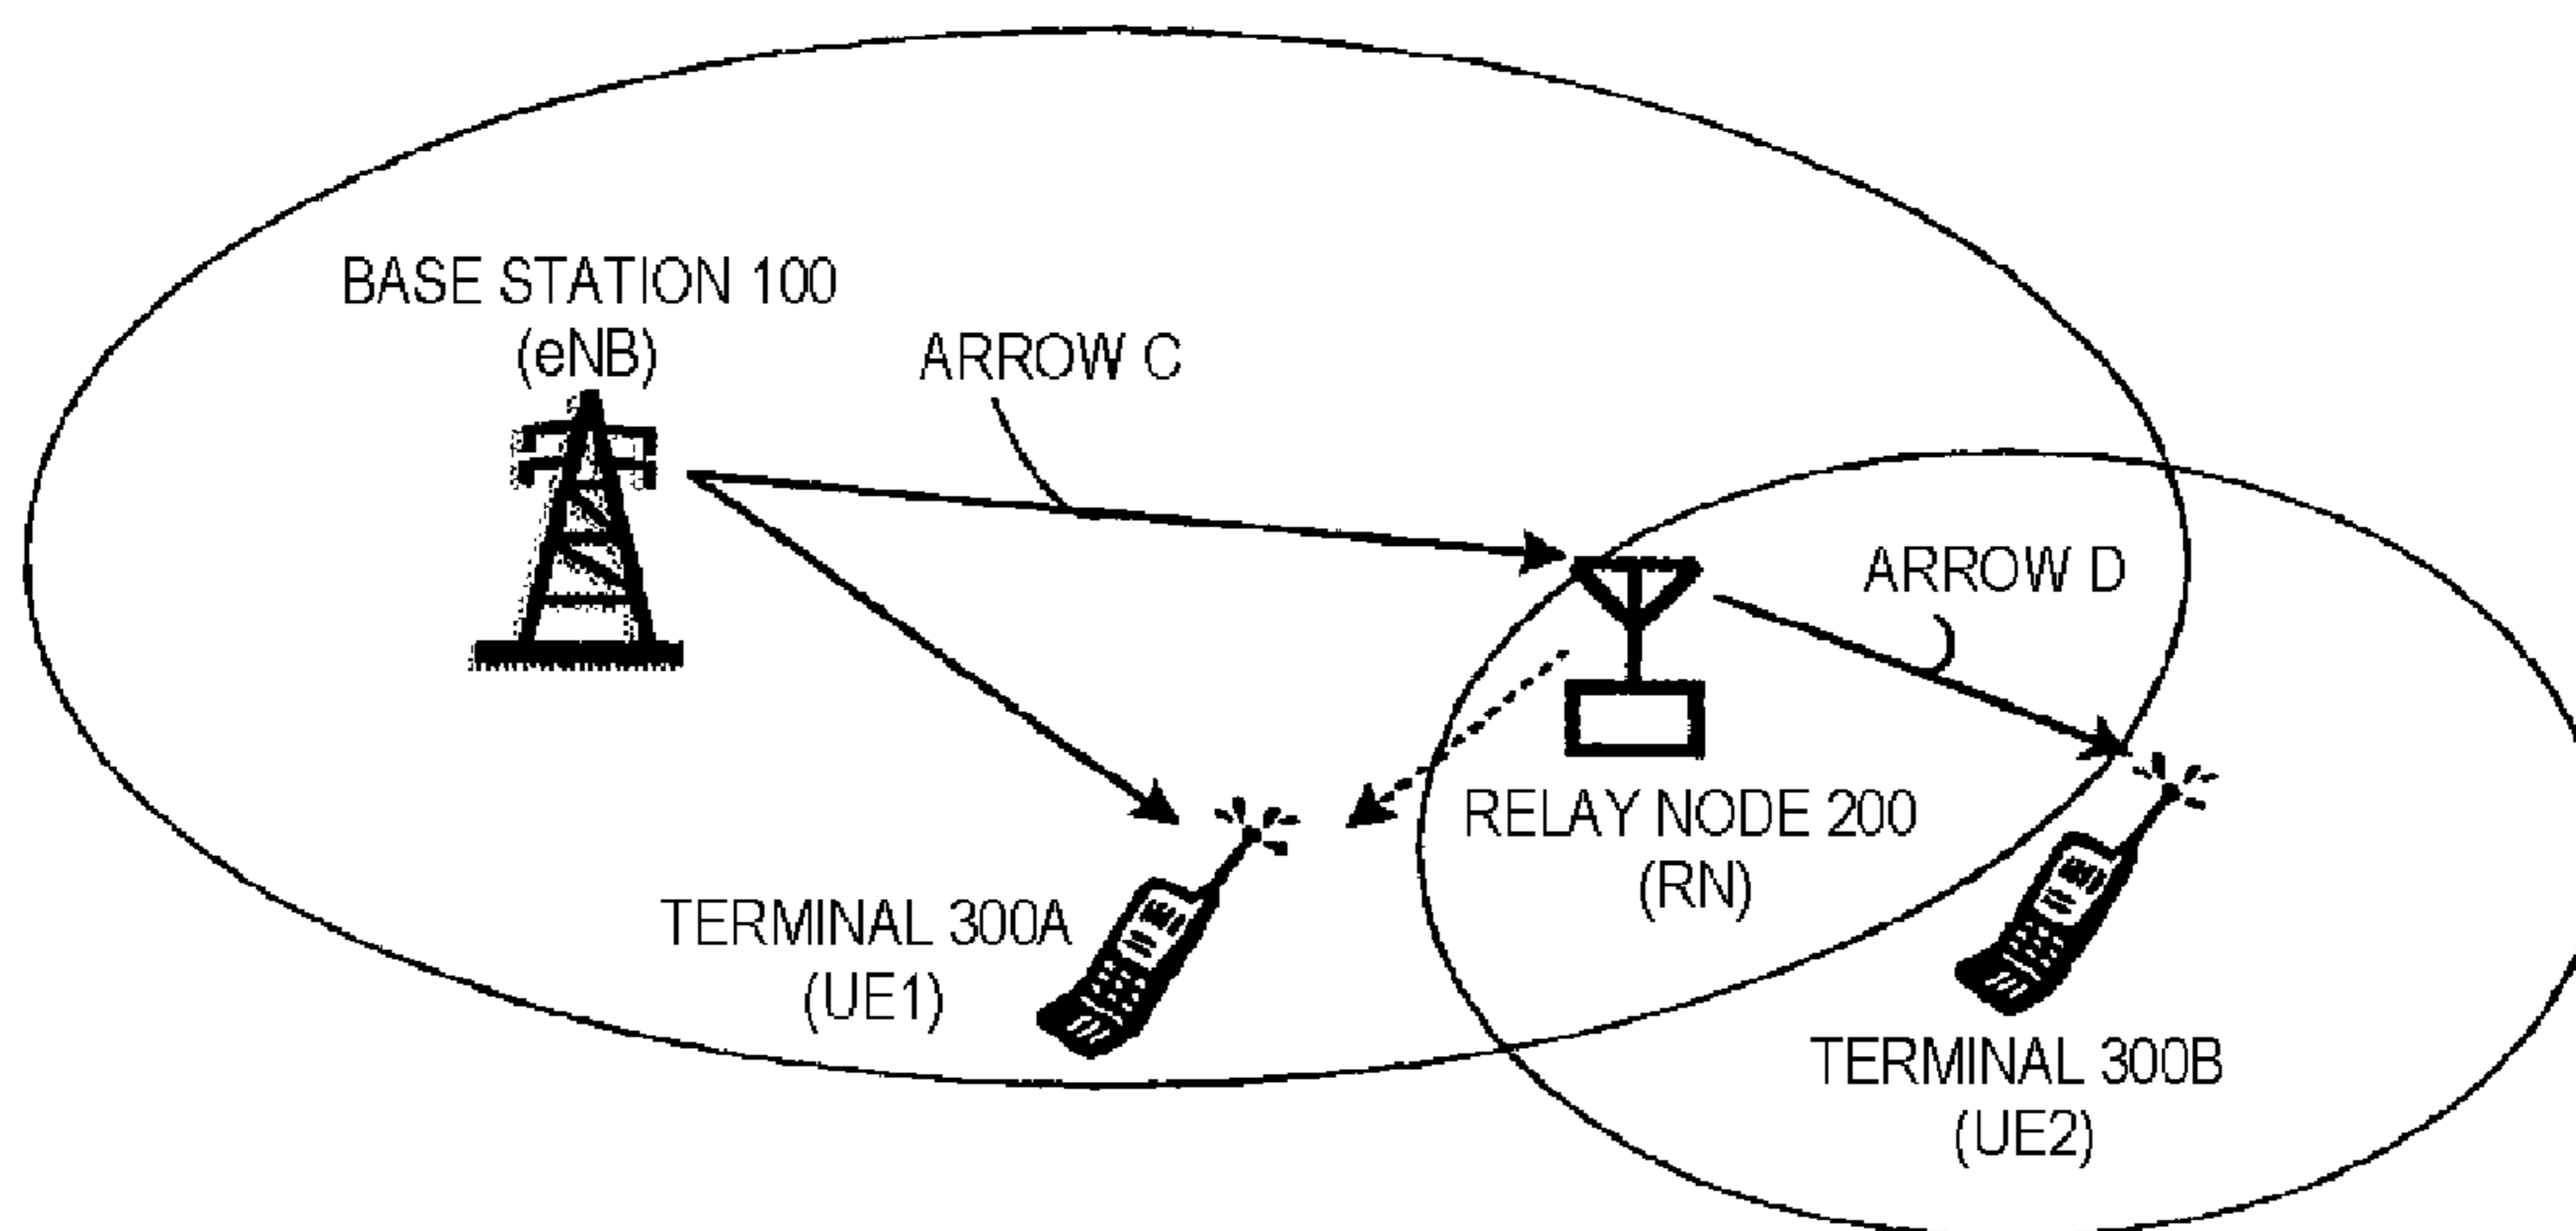 BASE STATION 100
(eNB)
ARROW C
ARROW D
RELAY NODE 200
(RN)
TERMINAL 300A
(UE1)
TERMINAL 300B
(UE2)